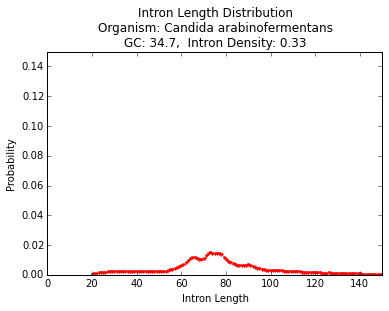 Intron Length Distribution
Organism: Candida arabinofermentans
GC: 34.7,  Intron Density: 0.33
0.14
0.12
0.10
0.08
0.06
0.04
0.02
0.00
Probability
0 20 40 60 80 100 120 140
Intron Length